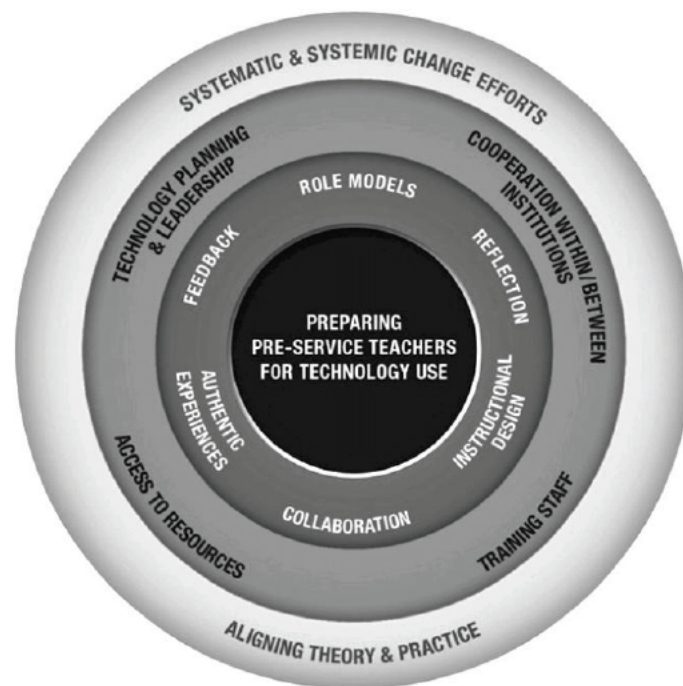 SYSTEMATIC & SYSTEMIC CHANGE EFFORTS
TECHNOLOGY PLANNING
& LEADERSHIP
COOPERATION WITHIN/BETWEEN
INSTITUTIONS
ROLE MODELS
FEEDBACK
REFLECTION
PREPARING
PRE-SERVICE TEACHERS
FOR TECHNOLOGY USE
AUTHENTIC
EXPERIENCES
INSTRUCTIONAL
DESIGN
COLLABORATION
ACCESS TO RESOURCES
TRAINING STAFF
ALIGNING THEORY & PRACTICE